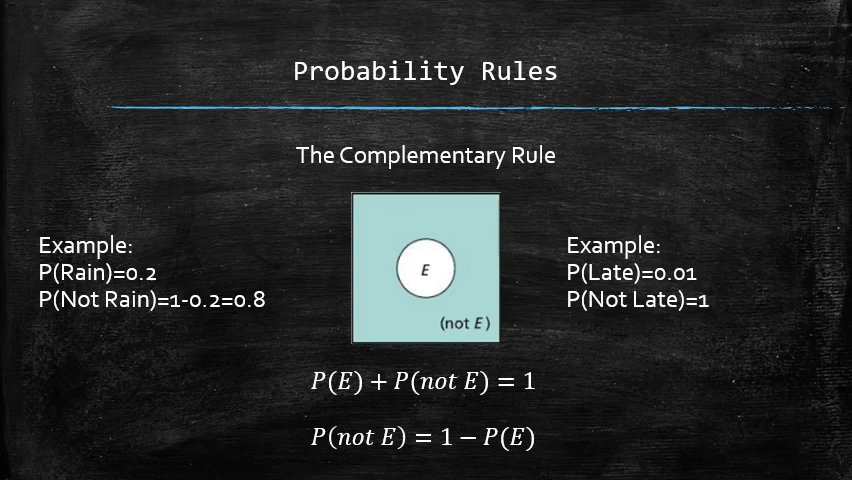 Probability Rules
The Complementary Rule
Example:
P(Rain)=0.2
P(Not Rain)=1-0.2=0.8
E
(not E)
Example:
P(Late)=0.01
P(Not Late)=1
P(E) + P(not E) = 1
P(not E) = 1 − P(E)